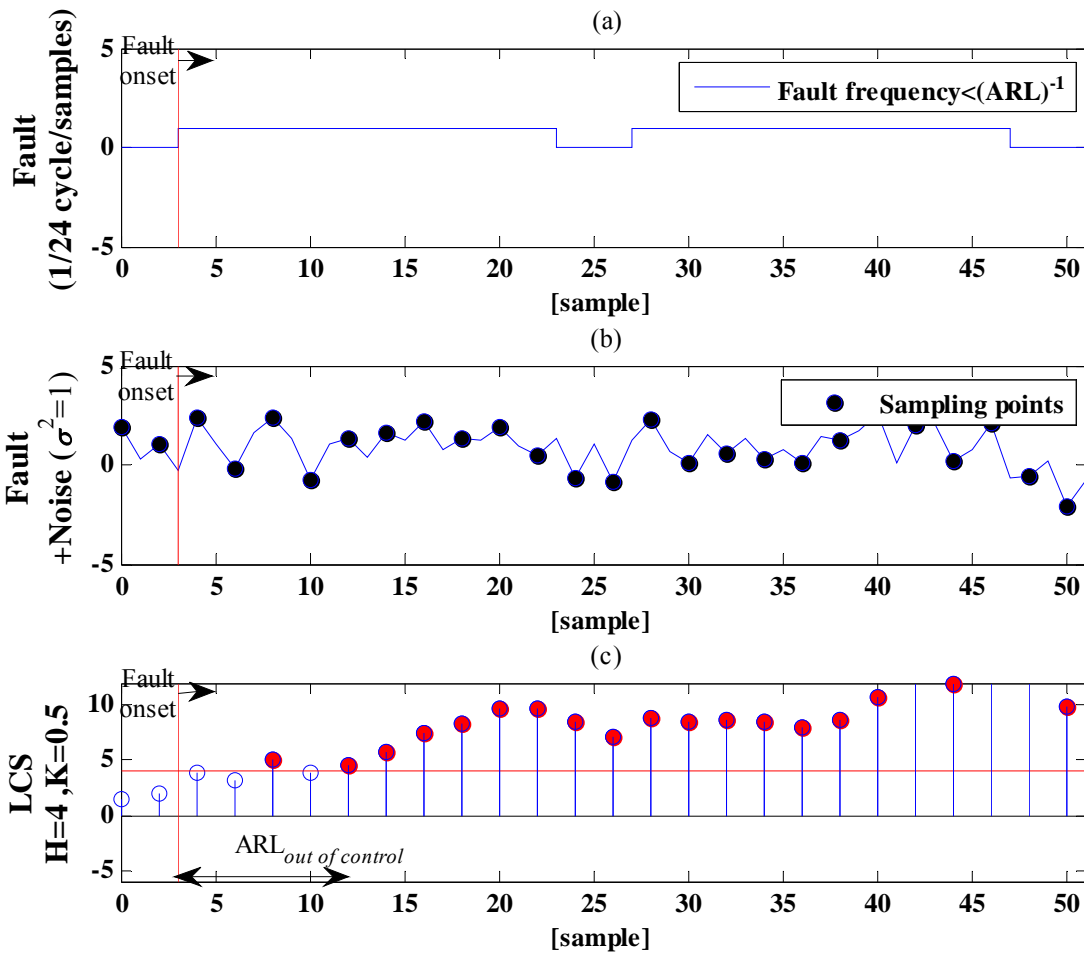 (a)
Fault
onset
Fault frequency<(ARL)⁻¹
Fault
(1/24 cycle/samples)
5
0
-5
0 5 10 15 20 25 30 35 40 45 50
[sample]
(b)
Fault
onset
Sampling points
Fault
+Noise (σ²=1)
5
0
-5
0 5 10 15 20 25 30 35 40 45 50
[sample]
(c)
Fault
onset
LCS
H=4 ,K=0.5
10
5
0
-5
ARL out of control
0 5 10 15 20 25 30 35 40 45 50
[sample]